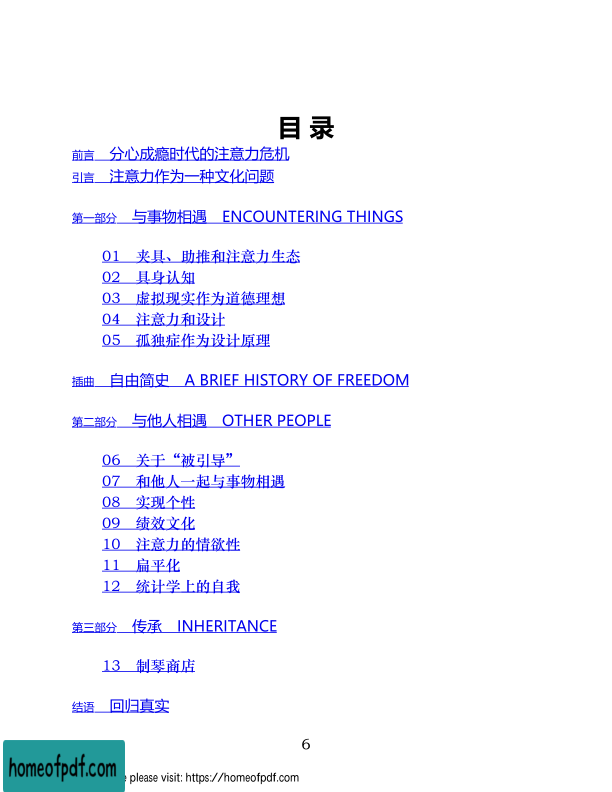 目 录
前言 分心成瘾时代的注意力危机
引言 注意力作为一种文化问题
第一部分 与事物相遇 ENCOUNTERING THINGS
01 夹具、助推和注意力生态
02 具身认知
03 虚拟现实作为道德理想
04 注意力和设计
05 孤独症作为设计原理
插曲 自由简史 A BRIEF HISTORY OF FREEDOM
第二部分 与他人相遇 OTHER PEOPLE
06 关于“被引导”
07 和他人一起与事物相遇
08 实现个性
09 绩效文化
10 注意力的情欲性
11 扁平化
12 统计学上的自我
第三部分 传承 INHERITANCE
13 制琴商店
结语 回归真实
6
homeofpdf.com
please visit: https://homeofpdf.com